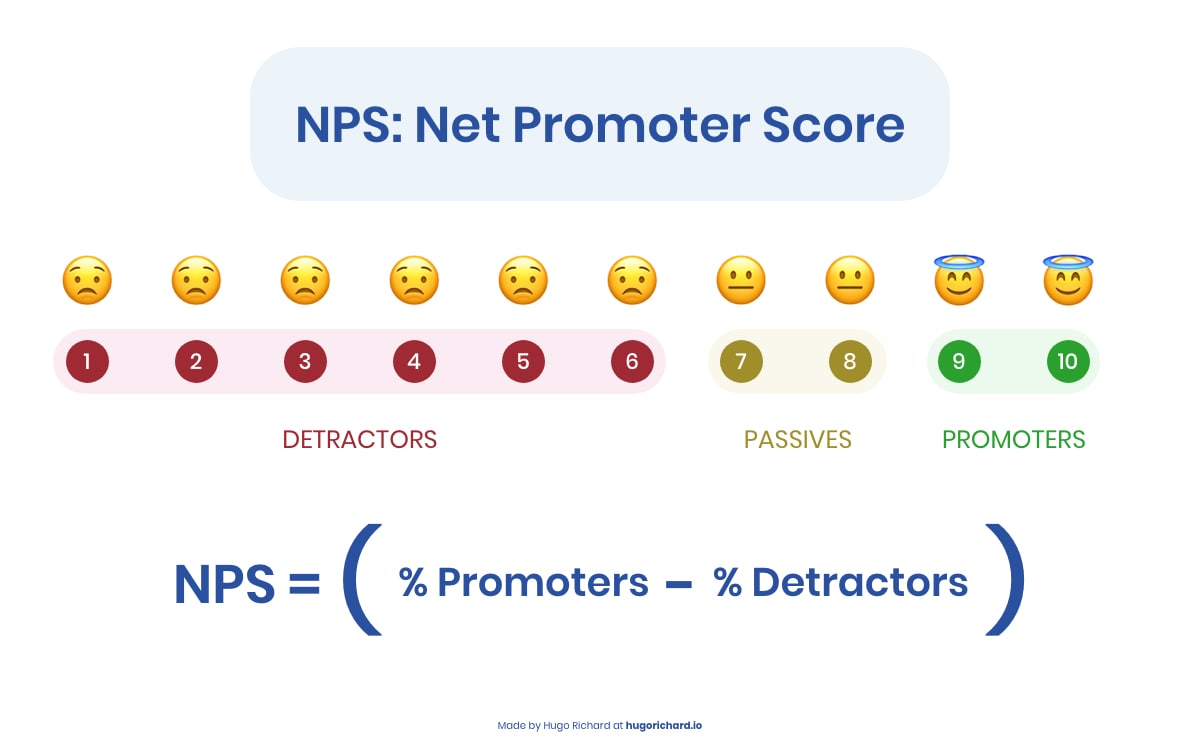 NPS: Net Promoter Score
1 2 3 4 5 6 7 8 9 10
DETRACTORS PASSIVES PROMOTERS
NPS = ( % Promoters – % Detractors )
Made by Hugo Richard at hugorichard.io